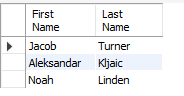 First Name Last Name
Jacob Turner
Aleksandar Kljaic
Noah Linden